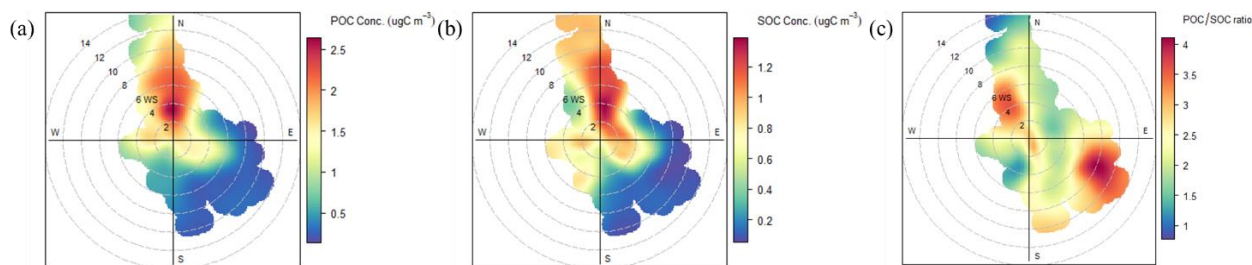 (a)
N
14
12
10
8
6 WS
4
2
W
E
S
POC Conc. (ugC m⁻³)
2.5
2
1.5
1
0.5
(b)
N
14
12
10
8
6 WS
4
2
W
E
S
SOC Conc. (ugC m⁻³)
1.2
1
0.8
0.6
0.4
0.2
(c)
N
14
12
10
8
6 WS
4
2
W
E
S
POC/SOC ratio
4
3.5
3
2.5
2
1.5
1